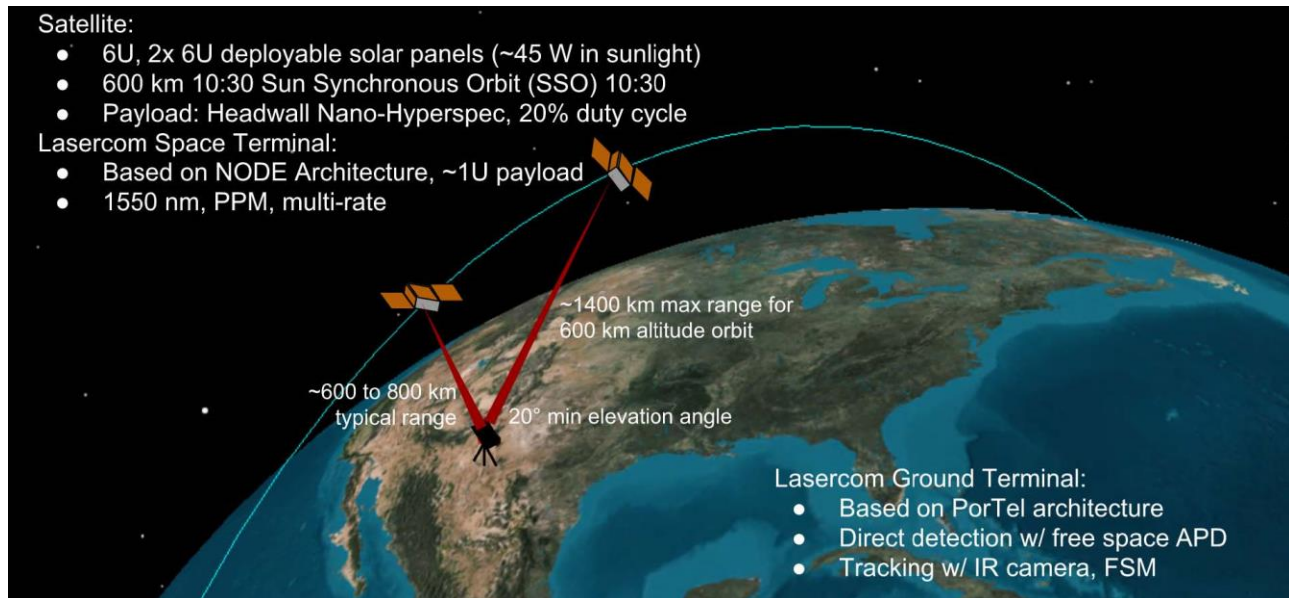 Satellite:
● 6U, 2x 6U deployable solar panels (~45 W in sunlight)
● 600 km 10:30 Sun Synchronous Orbit (SSO) 10:30
● Payload: Headwall Nano-Hyperspec, 20% duty cycle
Lasercom Space Terminal:
● Based on NODE Architecture, ~1U payload
● 1550 nm, PPM, multi-rate
~1400 km max range for
600 km altitude orbit
~600 to 800 km
typical range
20° min elevation angle
Lasercom Ground Terminal:
● Based on PorTel architecture
● Direct detection w/ free space APD
● Tracking w/ IR camera, FSM